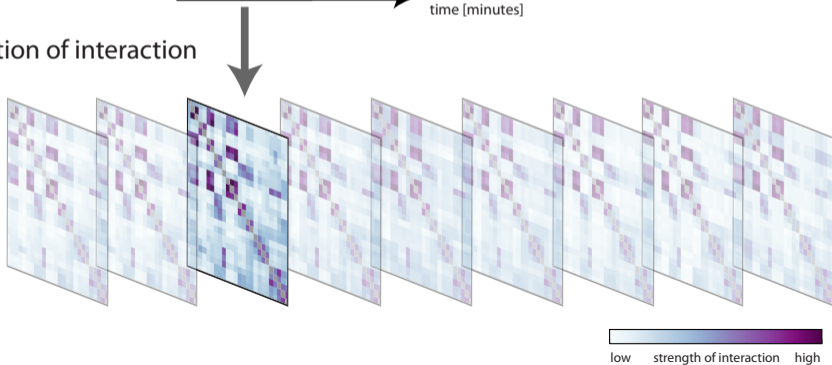 time [minutes]
tion of interaction
low strength of interaction high